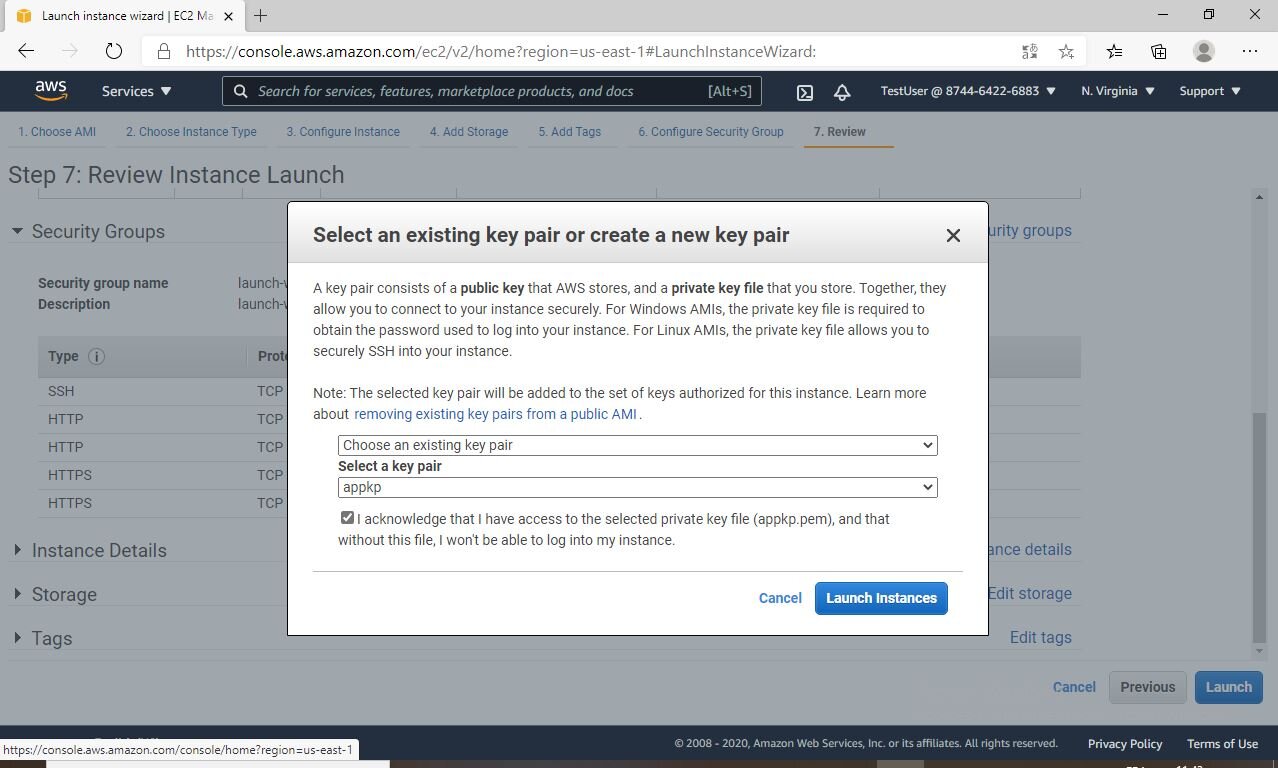 Launch instance wizard | EC2 Ma
https://console.aws.amazon.com/ec2/v2/home?region=us-east-1#LaunchInstanceWizard:
aws Services Search for services, features, marketplace products, and docs [Alt+S] TestUser @ 8744-6422-6883 N. Virginia Support
1. Choose AMI 2. Choose Instance Type 3. Configure Instance 4. Add Storage 5. Add Tags 6. Configure Security Group 7. Review
Step 7: Review Instance Launch
Security Groups
urity groups
Security group name launch-w
Description launch-w
Type Proto
SSH TCP
HTTP TCP
HTTP TCP
HTTPS TCP
HTTPS TCP
Instance Details
ance details
Storage
Edit storage
Tags
Edit tags
Select an existing key pair or create a new key pair
A key pair consists of a public key that AWS stores, and a private key file that you store. Together, they
allow you to connect to your instance securely. For Windows AMIs, the private key file is required to
obtain the password used to log into your instance. For Linux AMIs, the private key file allows you to
securely SSH into your instance.
Note: The selected key pair will be added to the set of keys authorized for this instance. Learn more
about removing existing key pairs from a public AMI .
Choose an existing key pair
Select a key pair
appkp
I acknowledge that I have access to the selected private key file (appkp.pem), and that
without this file, I won't be able to log into my instance.
Cancel Launch Instances
Cancel Previous Launch
https://console.aws.amazon.com/console/home?region=us-east-1
© 2008 - 2020, Amazon Web Services, Inc. or its affiliates. All rights reserved. Privacy Policy Terms of Use